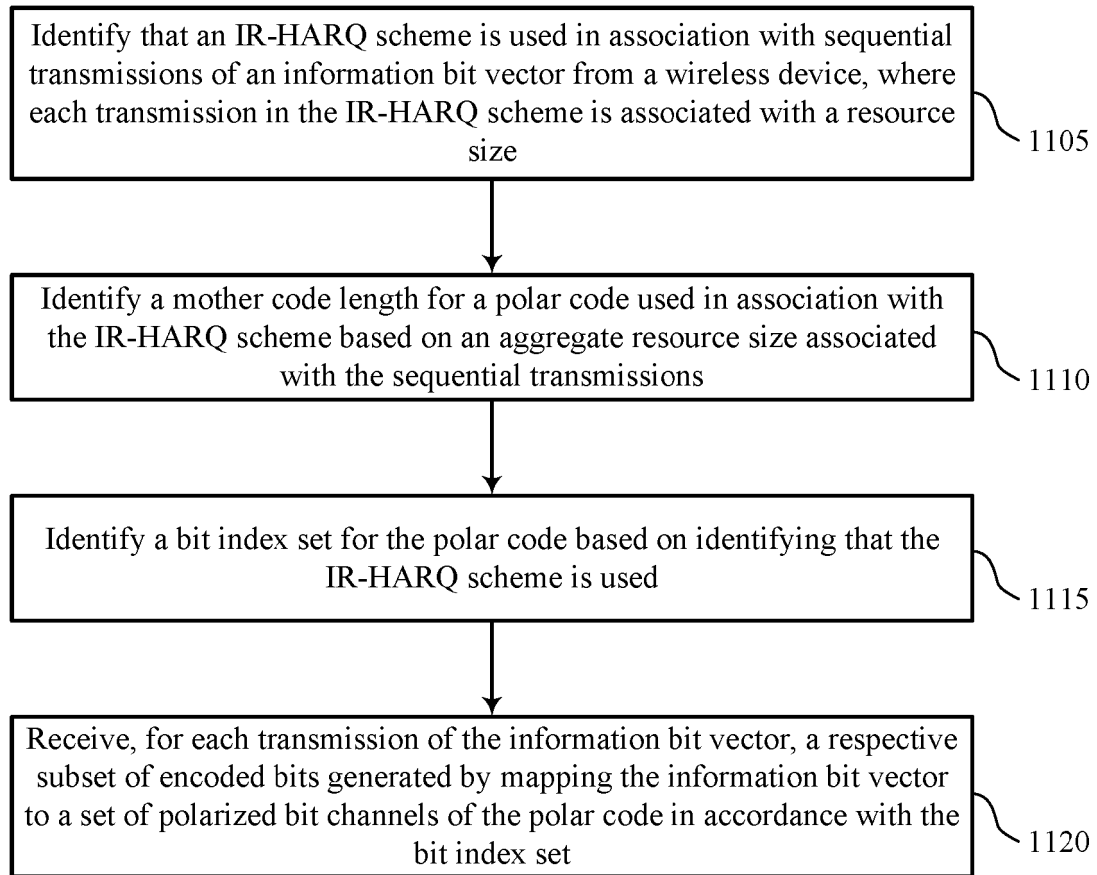 Identify that an IR-HARQ scheme is used in association with sequential
transmissions of an information bit vector from a wireless device, where
each transmission in the IR-HARQ scheme is associated with a resource
size
1105
Identify a mother code length for a polar code used in association with
the IR-HARQ scheme based on an aggregate resource size associated
with the sequential transmissions
1110
Identify a bit index set for the polar code based on identifying that the
IR-HARQ scheme is used
1115
Receive, for each transmission of the information bit vector, a respective
subset of encoded bits generated by mapping the information bit vector
to a set of polarized bit channels of the polar code in accordance with the
bit index set
1120